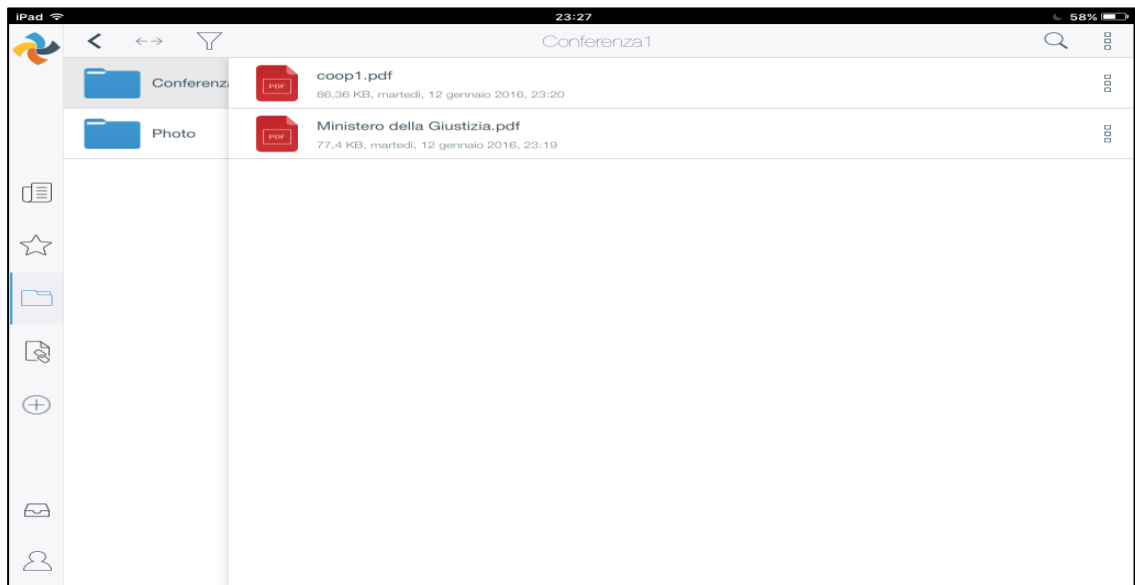 iPad 23:27 58%
Conferenza1
Conferenz
Photo
PDF coop1.pdf
86,36 KB, martedì, 12 gennaio 2016, 23:20
PDF Ministero della Giustizia.pdf
77,4 KB, martedì, 12 gennaio 2016, 23:19